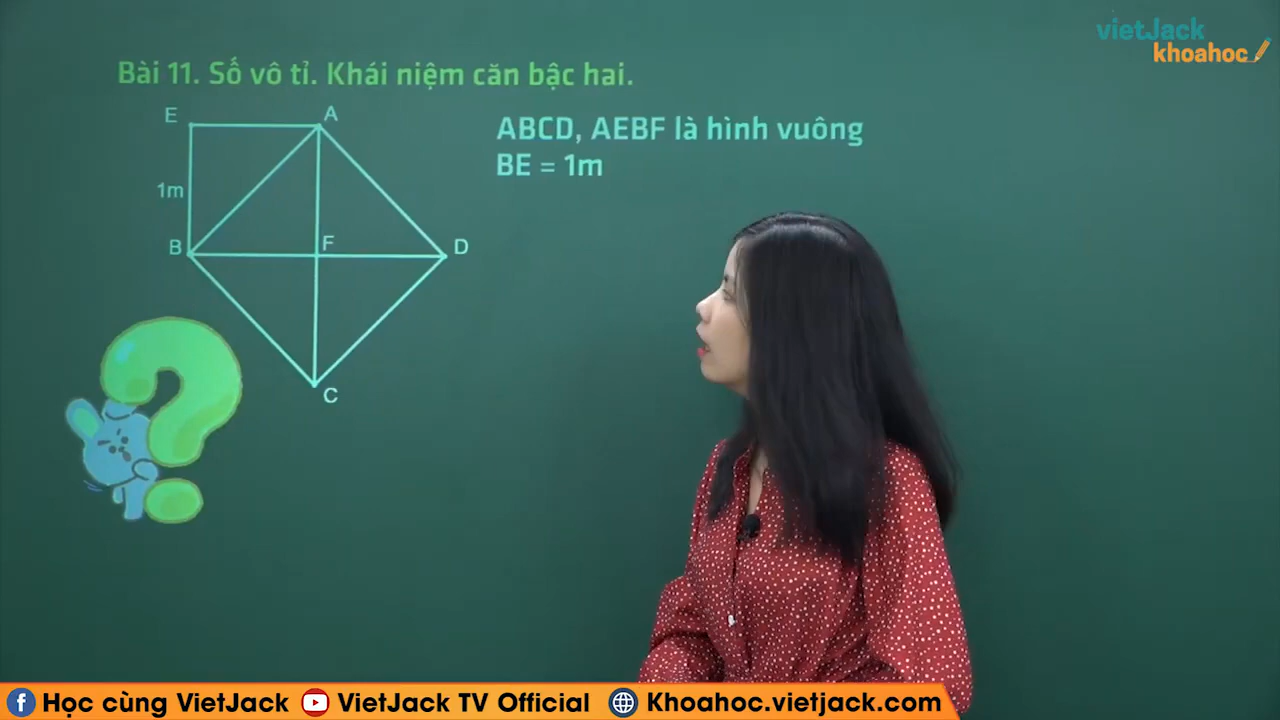 vietJack
khoahoc
Bài 11. Số vô tỉ. Khái niệm căn bậc hai.
E
A
ABCD, AEBF là hình vuông
BE = 1m
1m
B
F
D
C
Học cùng VietJack
VietJack TV Official
Khoahoc.vietjack.com